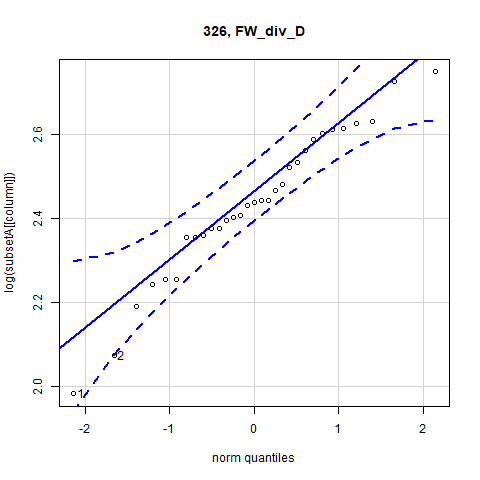 326, FW_div_D
log(subsetA[[column]])
2.6
2.4
2.2
2.0
2
1
-2 -1 0 1 2
norm quantiles